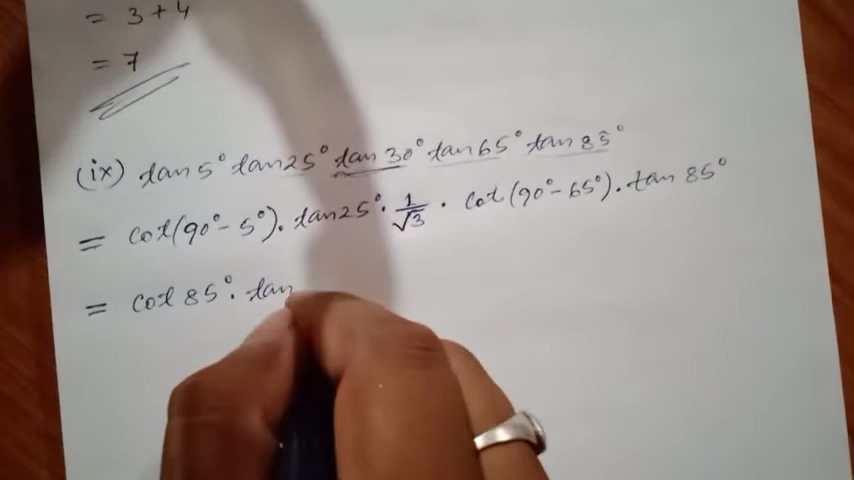 = 3 + 4
= 7
(ix) tan 5° tan 25° tan 30° tan 65° tan 85°
= cot(90° - 5°). tan 25°. 1/√3 . cot (90° - 65°). tan 85°
= cot 85°. tan